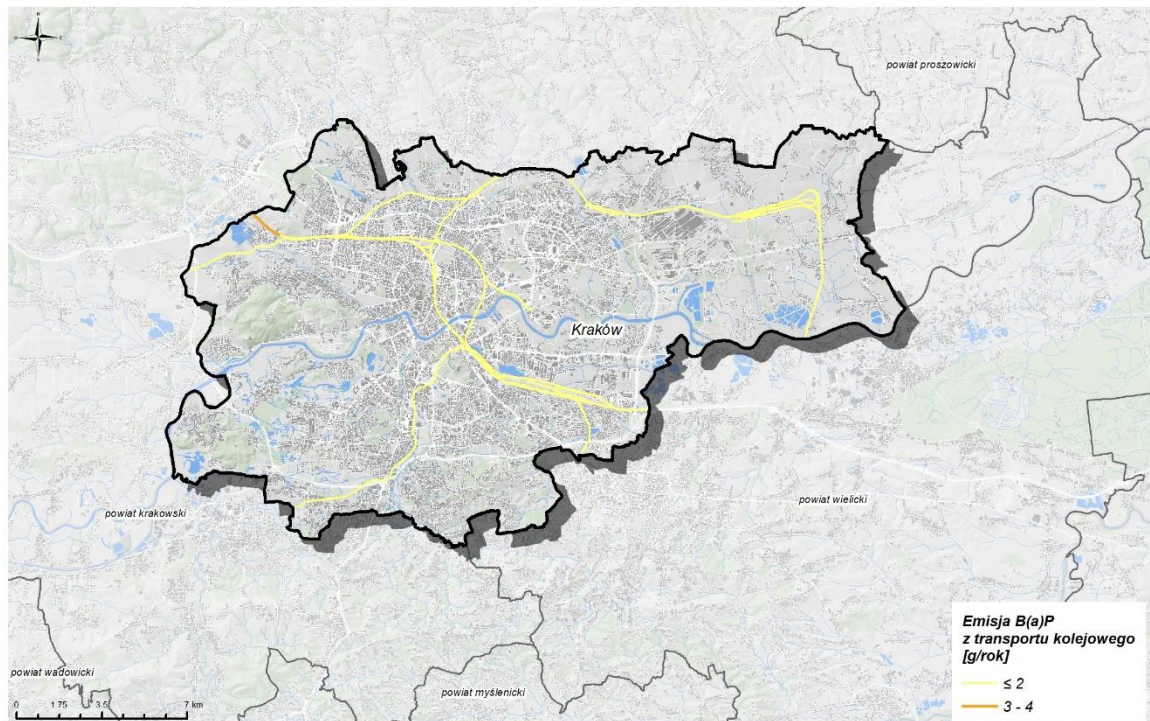 powiat proszowicki
Kraków
powiat krakowski
powiat wielicki
powiat wadowicki
powiat myślenicki
0 1 75 3 5 7 km
Emisja B(a)P
z transportu kolejowego
[g/rok]
≤ 2
3 - 4